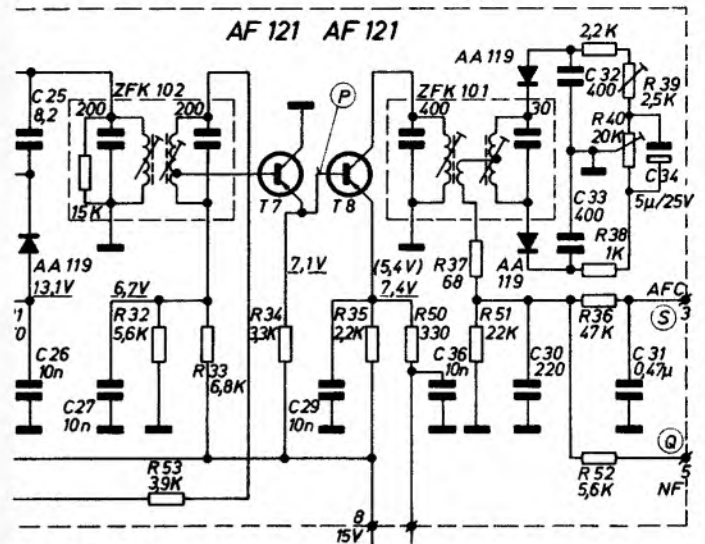 AF 121 AF 121
2,2K
AA 119
C 25
8,2
ZFK 102
200
200
P
ZFK 101
400
30
C 32
400
R 39
2,5K
R 40
20K
C 34
5µ/25V
C 33
400
15K
T 7
T 8
R 38
1K
AA 119
13,1V
6,7V
7,1V
(5,4V)
7,4V
R 37
68
AA
119
AFC
S
3
R 32
5,6K
R 33
6,8K
R 34
3,3K
R 35
2,2K
R 50
330
R 51
22K
R 36
47K
C 26
10n
C 27
10n
C 29
10n
C 36
10n
C 30
220
C 31
0,47µ
Q
5
NF
R 53
3,9K
R 52
5,6K
8
15V